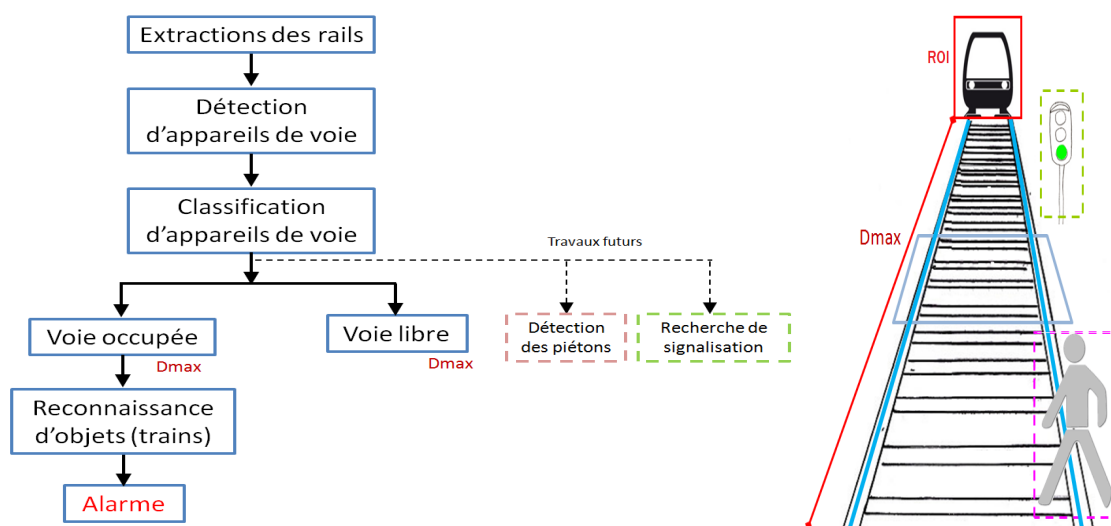 Extractions des rails
Détection
d'appareils de voie
Classification
d'appareils de voie
Travaux futurs
Voie occupée
Dmax
Voie libre
Dmax
Détection
des piétons
Recherche de
signalisation
Reconnaissance
d'objets (trains)
Alarme
ROI
Dmax